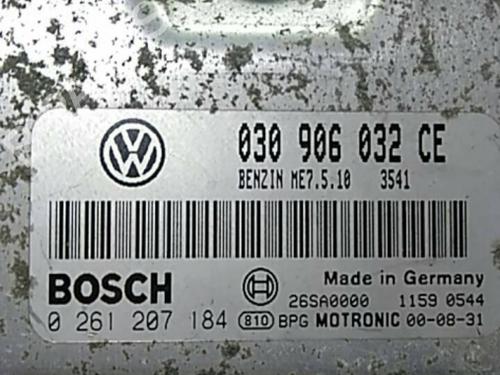 030 906 032 CE
BENZIN ME7.5.10 3541
BOSCH
Made in Germany
26SA0000 1159 0544
0 261 207 184 810 BPG MOTRONIC 00-08-31